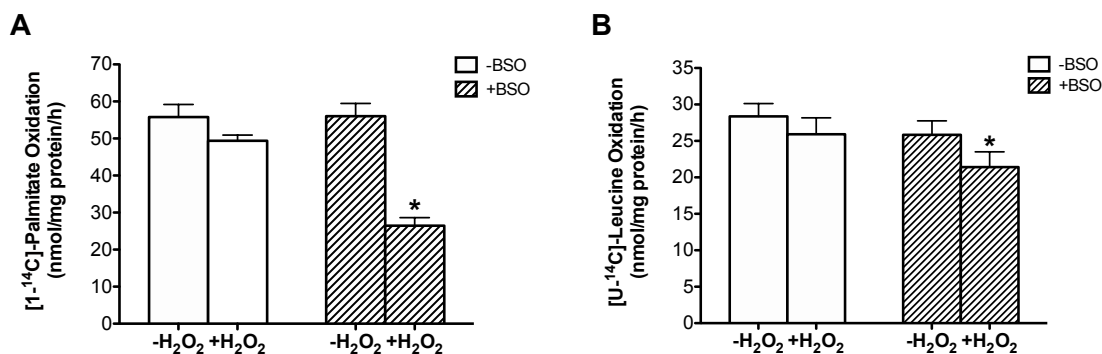 A
[1-¹⁴C]-Palmitate Oxidation
(nmol/mg protein/h)
70
60
50
40
30
20
10
0
-BSO
+BSO
*
-H₂O₂ +H₂O₂
-H₂O₂ +H₂O₂
B
[U-¹⁴C]-Leucine Oxidation
(nmol/mg protein/h)
35
30
25
20
15
10
5
0
-BSO
+BSO
*
-H₂O₂ +H₂O₂
-H₂O₂ +H₂O₂